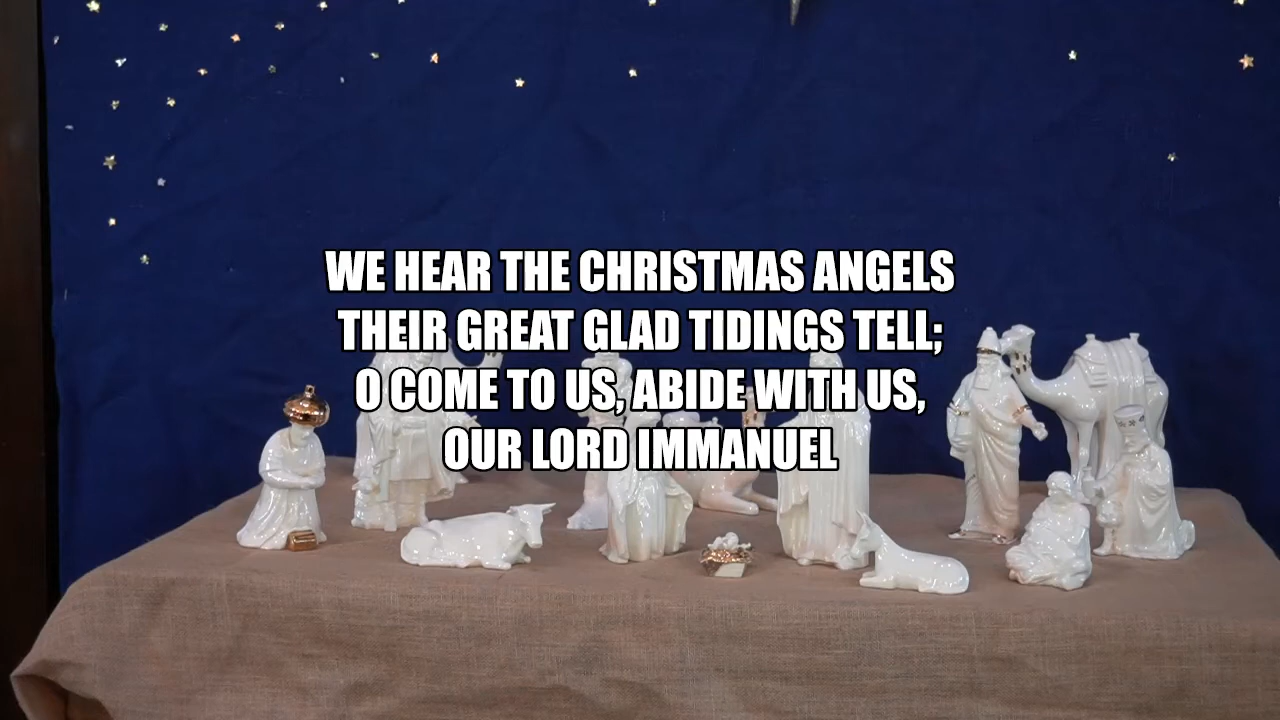 WE HEAR THE CHRISTMAS ANGELS
THEIR GREAT GLAD TIDINGS TELL;
O COME TO US, ABIDE WITH US,
OUR LORD IMMANUEL